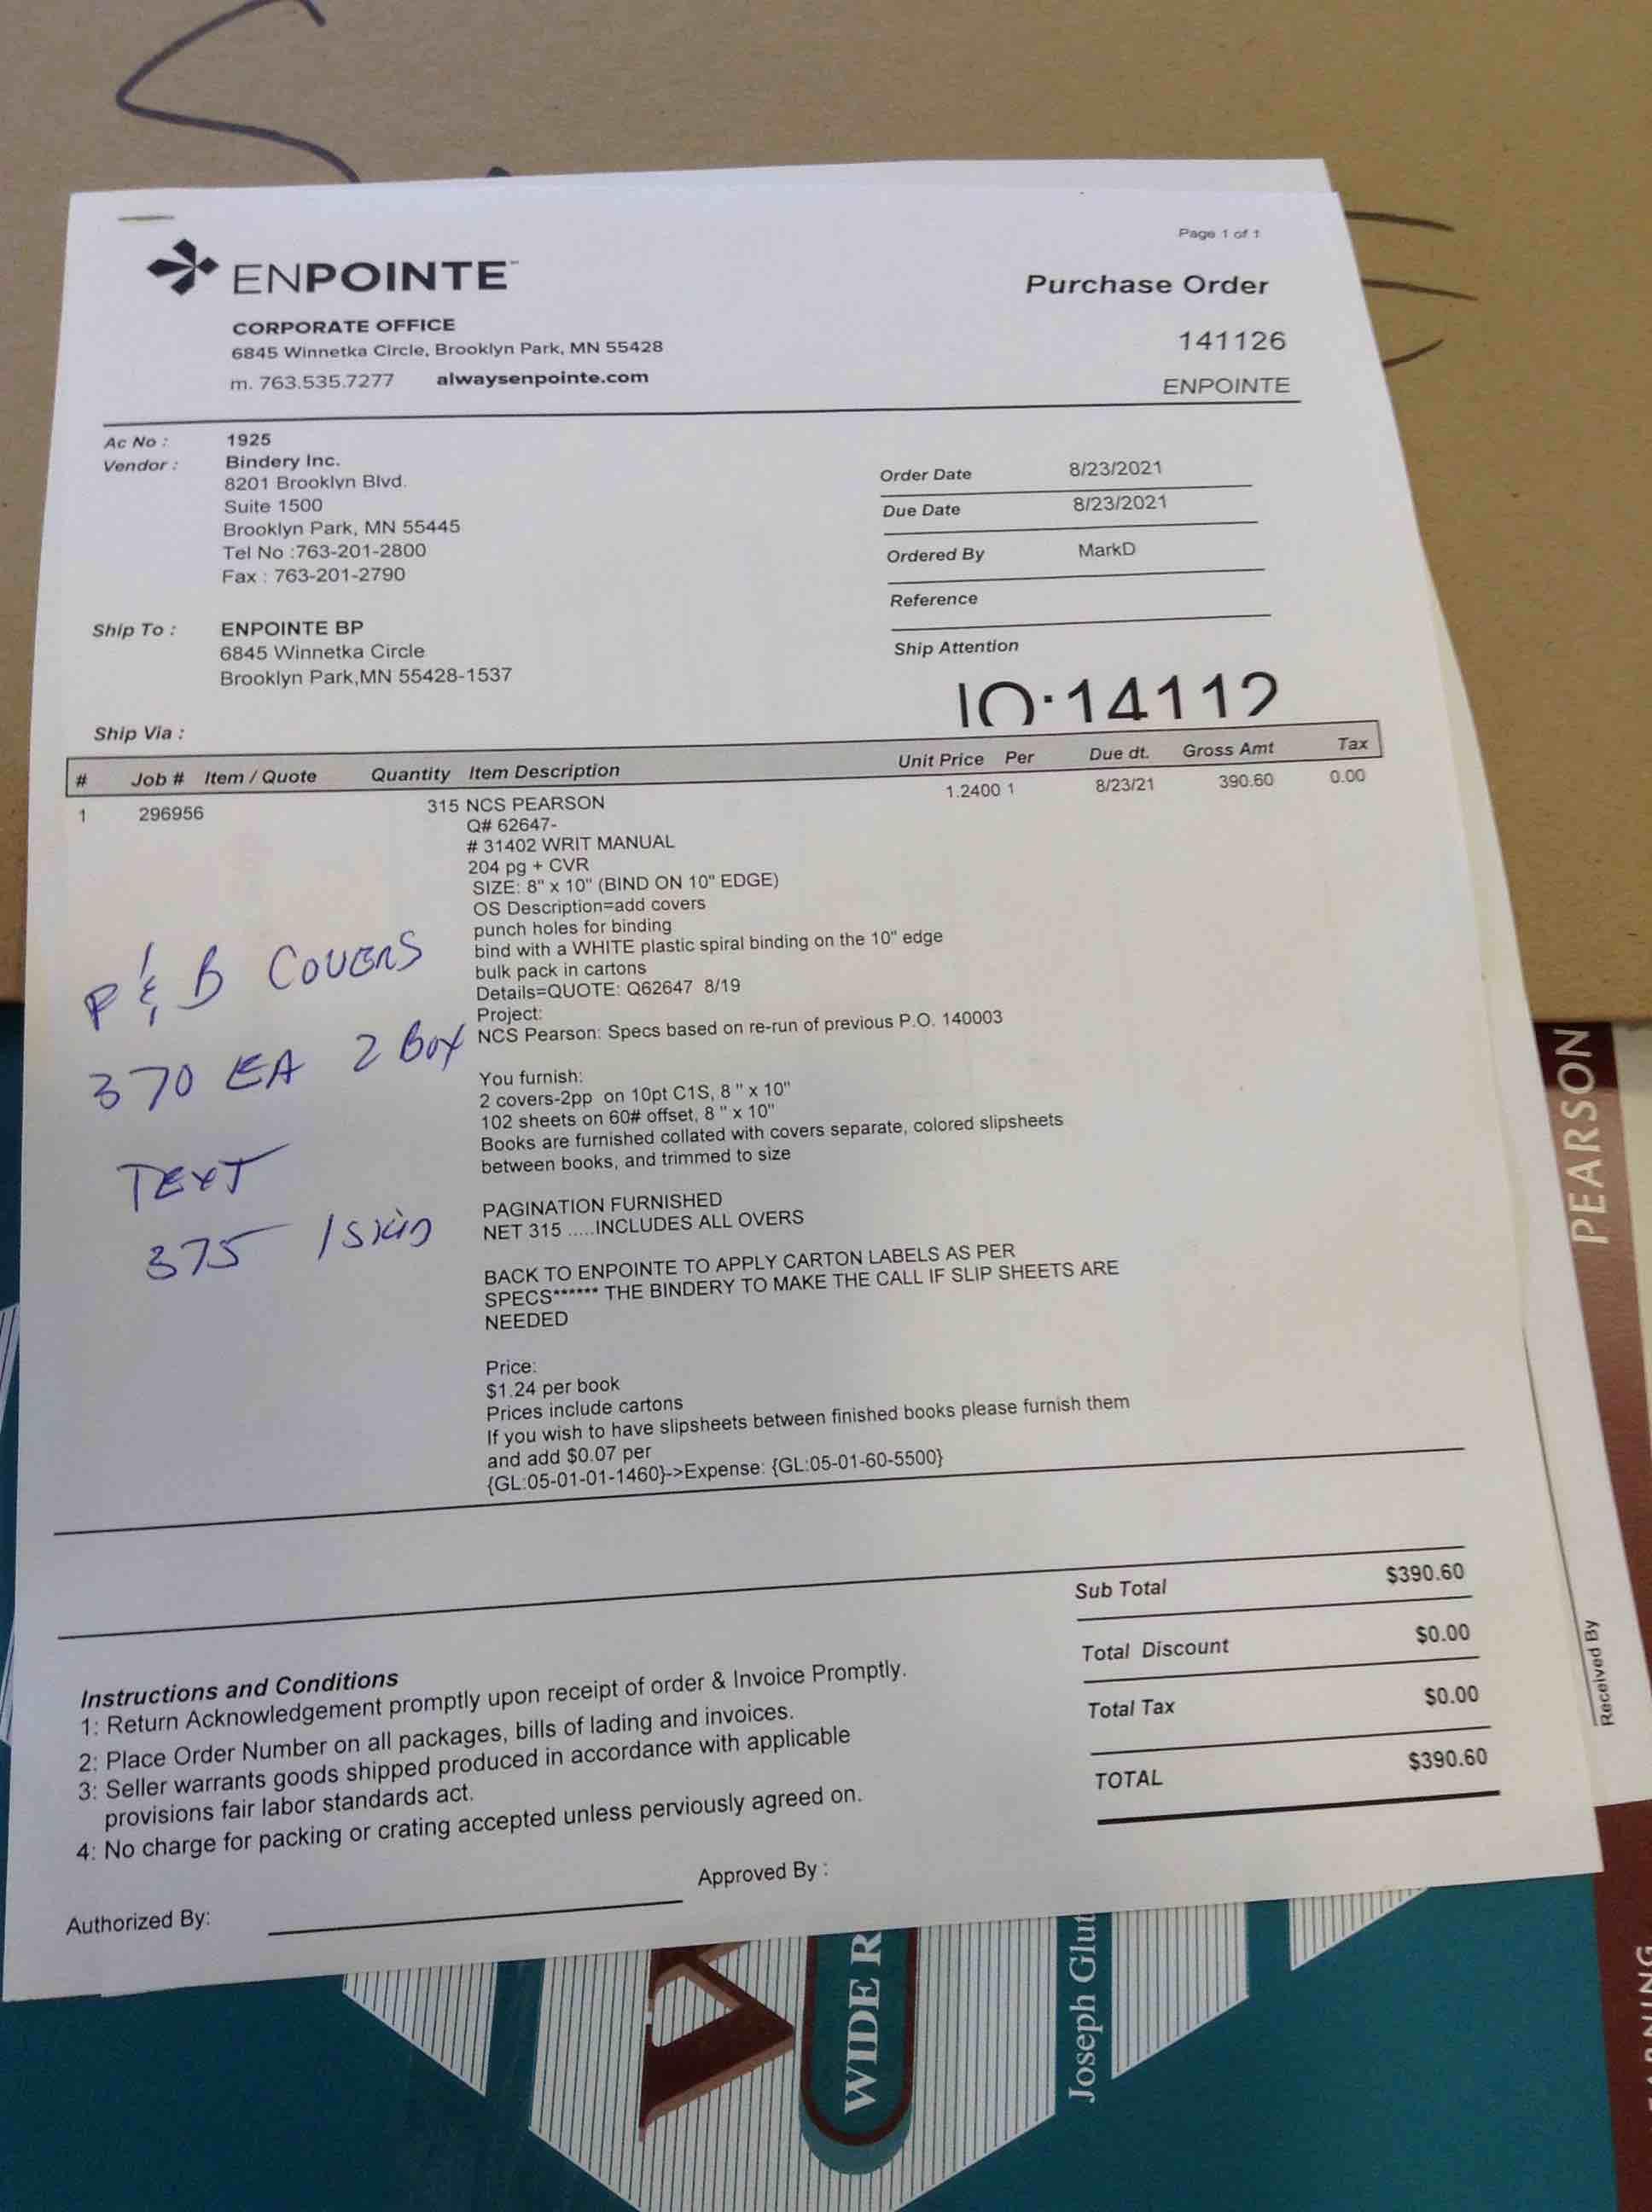 Page 1 of 1
ENPOINTE
Purchase Order
CORPORATE OFFICE
6845 Winnetka Circle, Brooklyn Park, MN 55428
m. 763.535.7277 alwaysenpointe.com
141126
ENPOINTE
Ac No : 1925
Vendor : Bindery Inc.
8201 Brooklyn Blvd.
Suite 1500
Brooklyn Park, MN 55445
Tel No :763-201-2800
Fax : 763-201-2790
Order Date 8/23/2021
Due Date 8/23/2021
Ordered By MarkD
Reference
Ship Attention
Ship To : ENPOINTE BP
6845 Winnetka Circle
Brooklyn Park,MN 55428-1537
Ship Via :
# Job # Item / Quote Quantity Item Description Unit Price Per Due dt. Gross Amt Tax
1 296956 315 NCS PEARSON 1.2400 1 8/23/21 390.60 0.00
Q# 62647-
# 31402 WRIT MANUAL
204 pg + CVR
SIZE: 8" x 10" (BIND ON 10" EDGE)
OS Description=add covers
punch holes for binding
bind with a WHITE plastic spiral binding on the 10" edge
bulk pack in cartons
Details=QUOTE: Q62647 8/19
Project:
NCS Pearson: Specs based on re-run of previous P.O. 140003
You furnish:
2 covers-2pp on 10pt C1S, 8 " x 10"
102 sheets on 60# offset, 8 " x 10"
Books are furnished collated with covers separate, colored slipsheets
between books, and trimmed to size
PAGINATION FURNISHED
NET 315 .....INCLUDES ALL OVERS
BACK TO ENPOINTE TO APPLY CARTON LABELS AS PER
SPECS****** THE BINDERY TO MAKE THE CALL IF SLIP SHEETS ARE
NEEDED
Price:
$1.24 per book
Prices include cartons
If you wish to have slipsheets between finished books please furnish them
and add $0.07 per
{GL:05-01-01-1460}->Expense: {GL:05-01-60-5500}
& B COVERS
370 EA 2 Box
TEXT
375 1 SKID
Sub Total $390.60
Total Discount $0.00
Total Tax $0.00
TOTAL $390.60
Instructions and Conditions
1: Return Acknowledgement promptly upon receipt of order & Invoice Promptly.
2: Place Order Number on all packages, bills of lading and invoices.
3: Seller warrants goods shipped produced in accordance with applicable
provisions fair labor standards act.
4: No charge for packing or crating accepted unless perviously agreed on.
Authorized By:
Approved By :
PEARSON
Received By
WIDE R
Joseph Glut